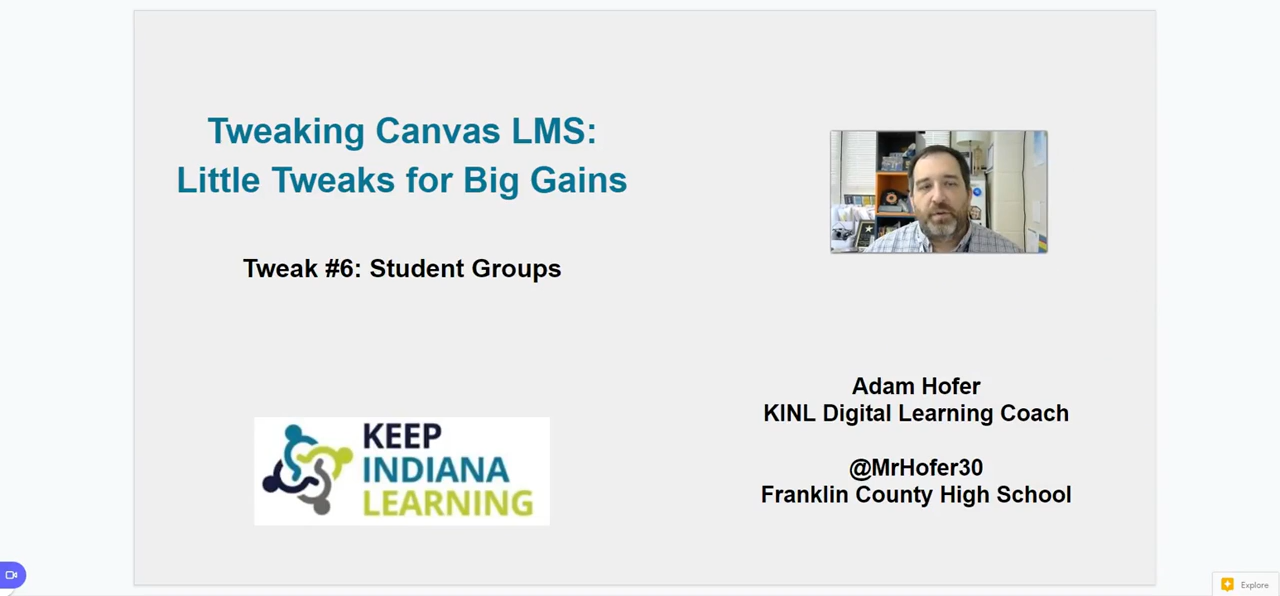 Tweaking Canvas LMS:
Little Tweaks for Big Gains
Tweak #6: Student Groups
KEEP
INDIANA
LEARNING
Adam Hofer
KINL Digital Learning Coach
@MrHofer30
Franklin County High School
Explore